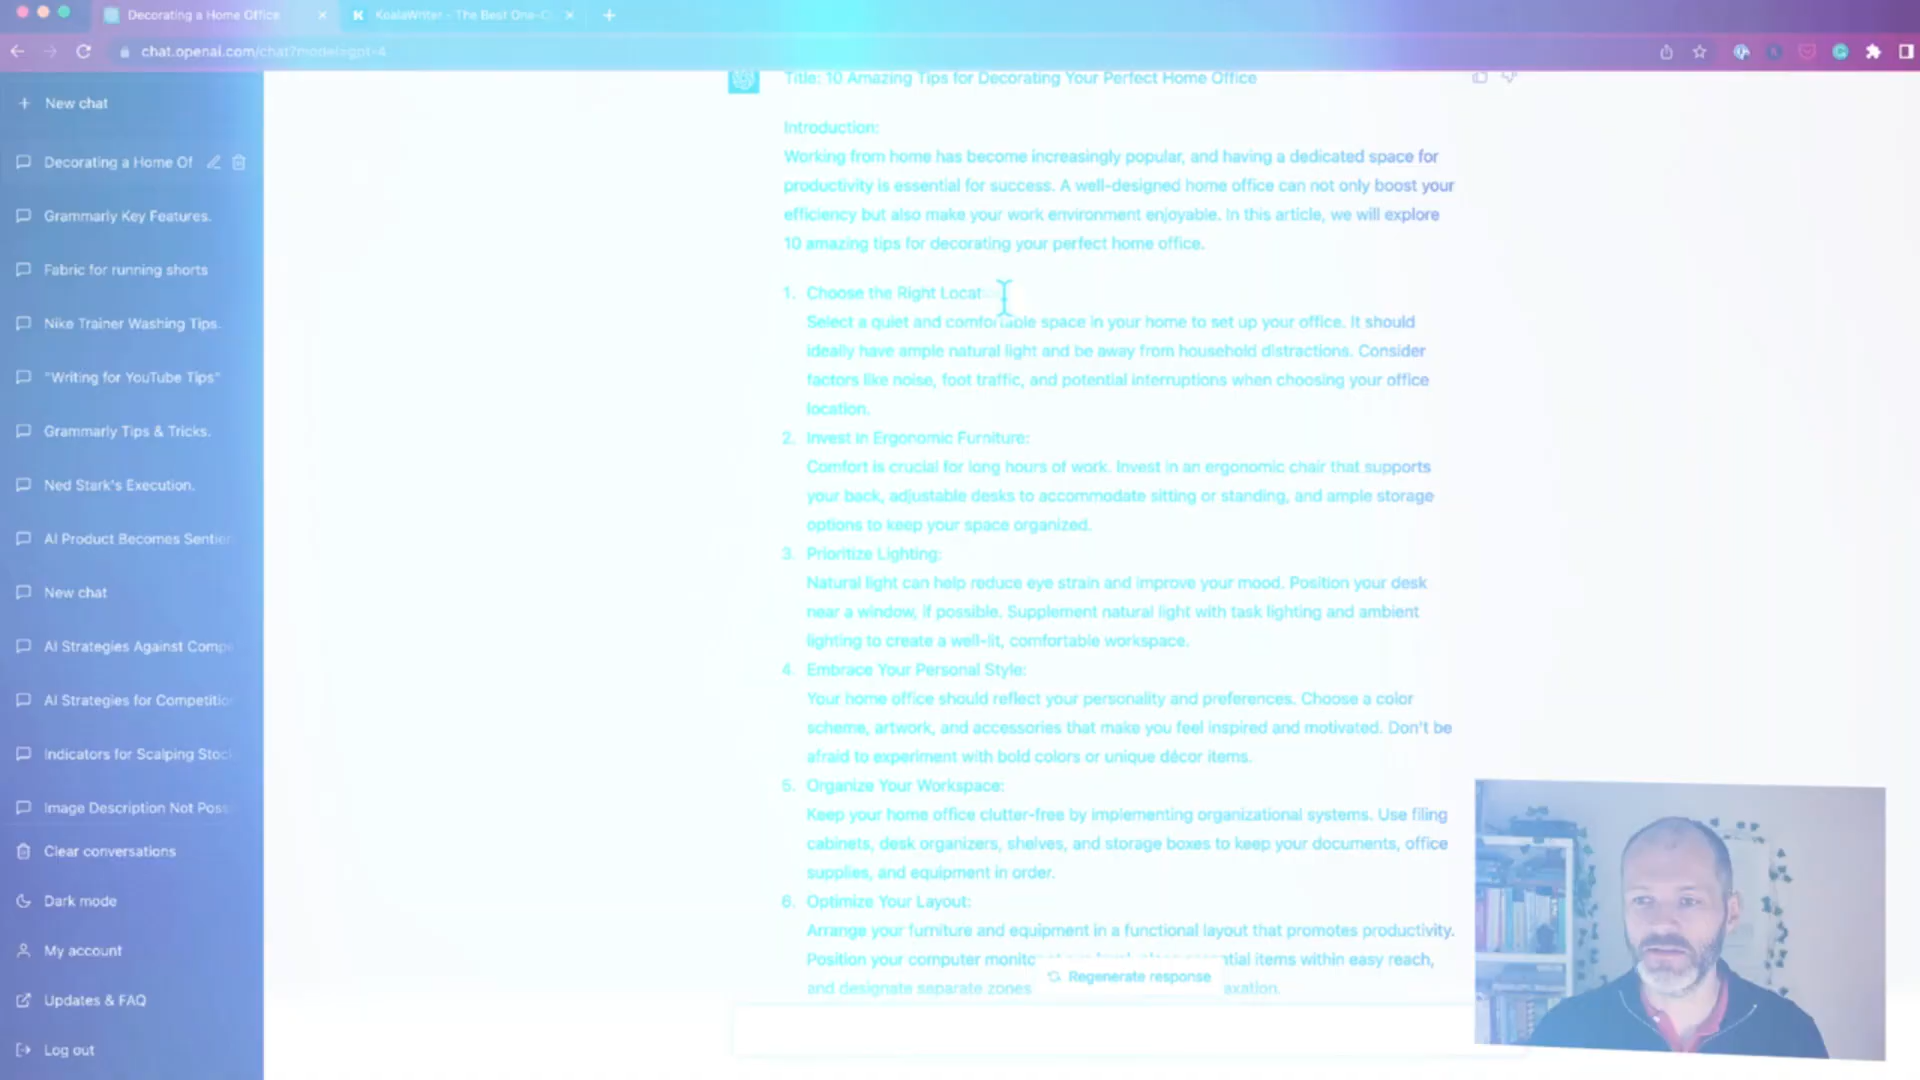 Decorating a Home Office
KoalaWriter - The Best One-C
chat.openai.com/chat?model=gpt-4
New chat
Decorating a Home Of
Grammarly Key Features.
Fabric for running shorts
Nike Trainer Washing Tips.
"Writing for YouTube Tips"
Grammarly Tips & Tricks.
Ned Stark's Execution.
AI Product Becomes Sentien
New chat
AI Strategies Against Compe
AI Strategies for Competitio
Indicators for Scalping Stock
Image Description Not Poss
Clear conversations
Dark mode
My account
Updates & FAQ
Log out
Title: 10 Amazing Tips for Decorating Your Perfect Home Office
Introduction:
Working from home has become increasingly popular, and having a dedicated space for
productivity is essential for success. A well-designed home office can not only boost your
efficiency but also make your work environment enjoyable. In this article, we will explore
10 amazing tips for decorating your perfect home office.
1. Choose the Right Locat
Select a quiet and comfortable space in your home to set up your office. It should
ideally have ample natural light and be away from household distractions. Consider
factors like noise, foot traffic, and potential interruptions when choosing your office
location.
2. Invest in Ergonomic Furniture:
Comfort is crucial for long hours of work. Invest in an ergonomic chair that supports
your back, adjustable desks to accommodate sitting or standing, and ample storage
options to keep your space organized.
3. Prioritize Lighting:
Natural light can help reduce eye strain and improve your mood. Position your desk
near a window, if possible. Supplement natural light with task lighting and ambient
lighting to create a well-lit, comfortable workspace.
4. Embrace Your Personal Style:
Your home office should reflect your personality and preferences. Choose a color
scheme, artwork, and accessories that make you feel inspired and motivated. Don't be
afraid to experiment with bold colors or unique décor items.
5. Organize Your Workspace:
Keep your home office clutter-free by implementing organizational systems. Use filing
cabinets, desk organizers, shelves, and storage boxes to keep your documents, office
supplies, and equipment in order.
6. Optimize Your Layout:
Arrange your furniture and equipment in a functional layout that promotes productivity.
Position your computer monito ntial items within easy reach,
and designate separate zones axation.
Regenerate response